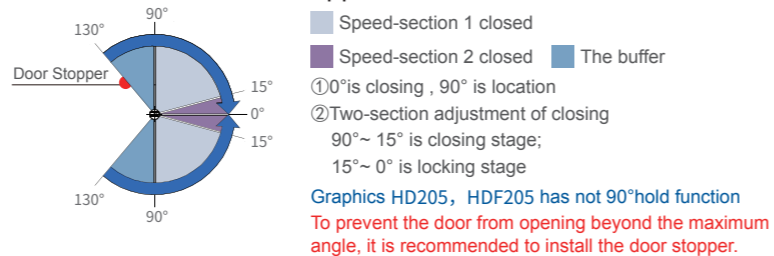 90°
130°
Door Stopper
15°
0°
15°
130°
90°
Speed-section 1 closed
Speed-section 2 closed
The buffer
①0°is closing , 90° is location
②Two-section adjustment of closing
90°~ 15° is closing stage;
15°~ 0° is locking stage
Graphics HD205，HDF205 has not 90°hold function
To prevent the door from opening beyond the maximum
angle, it is recommended to install the door stopper.